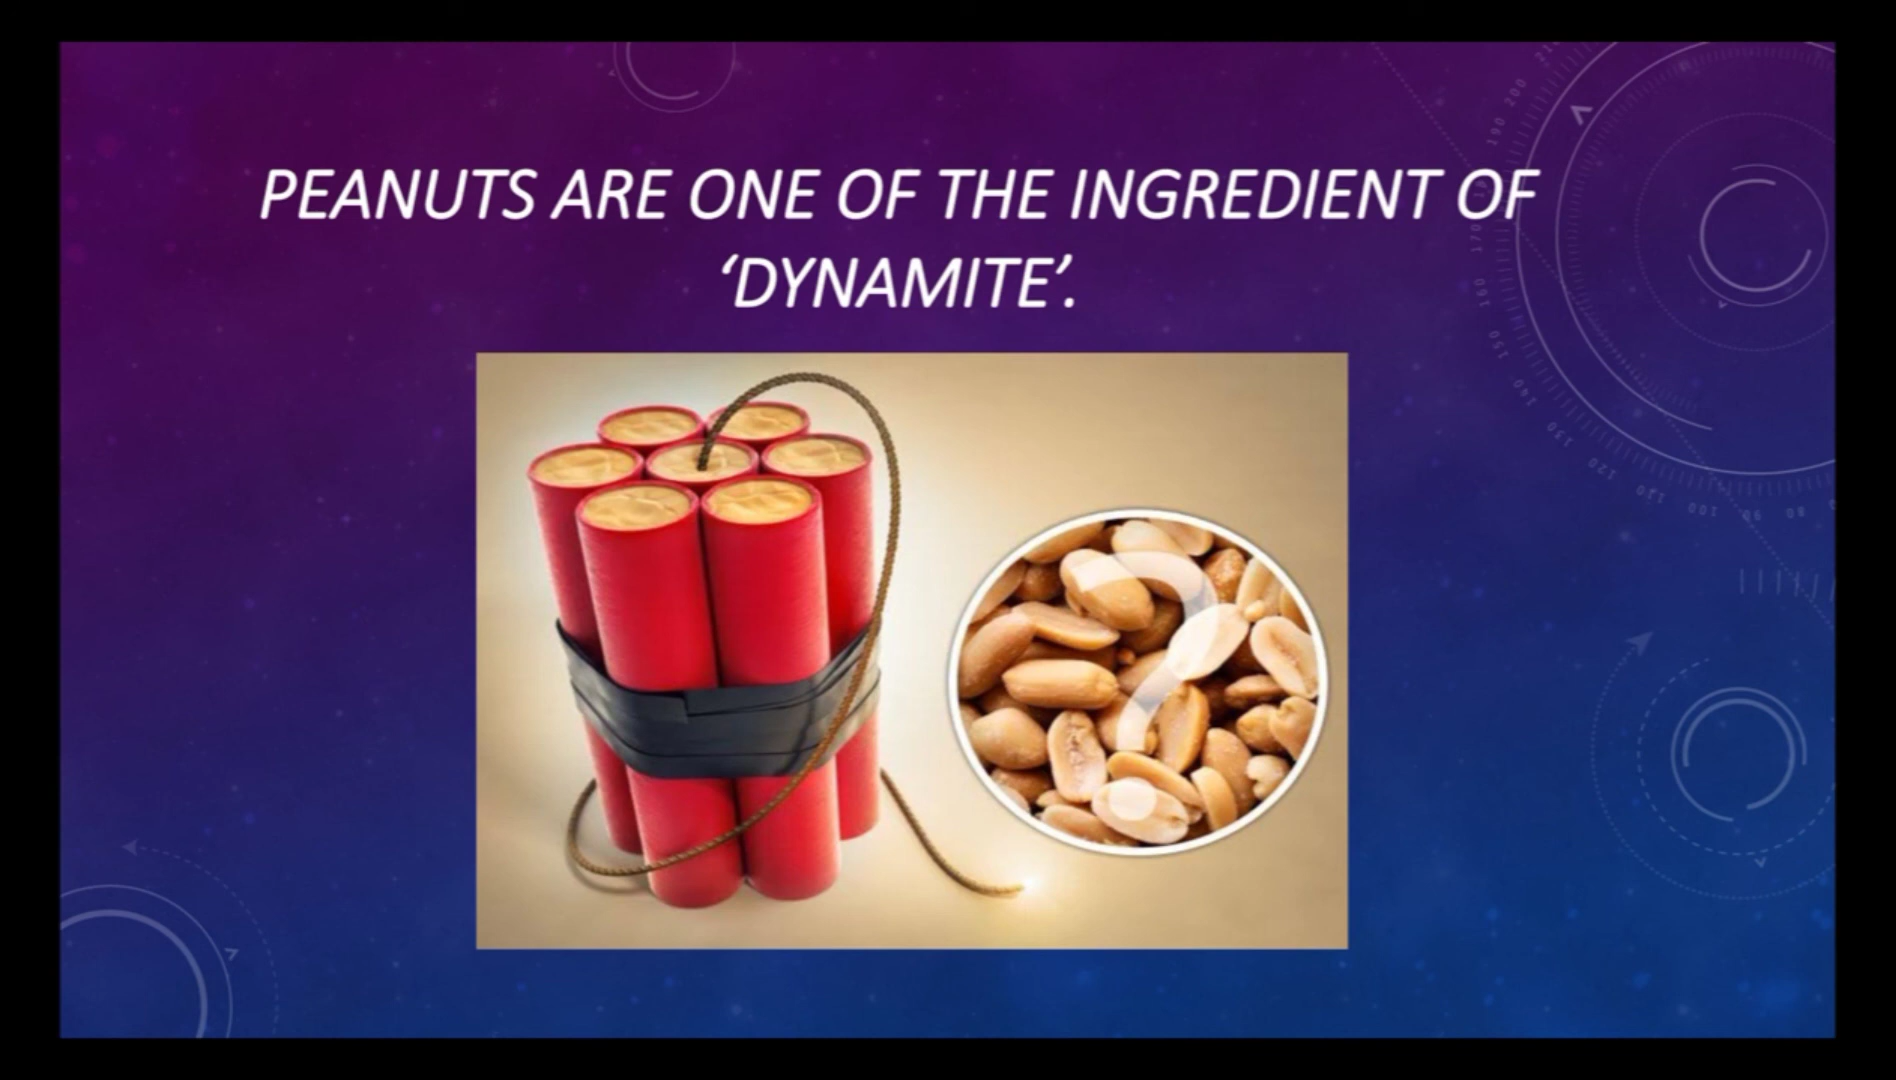 PEANUTS ARE ONE OF THE INGREDIENT OF
‘DYNAMITE’.